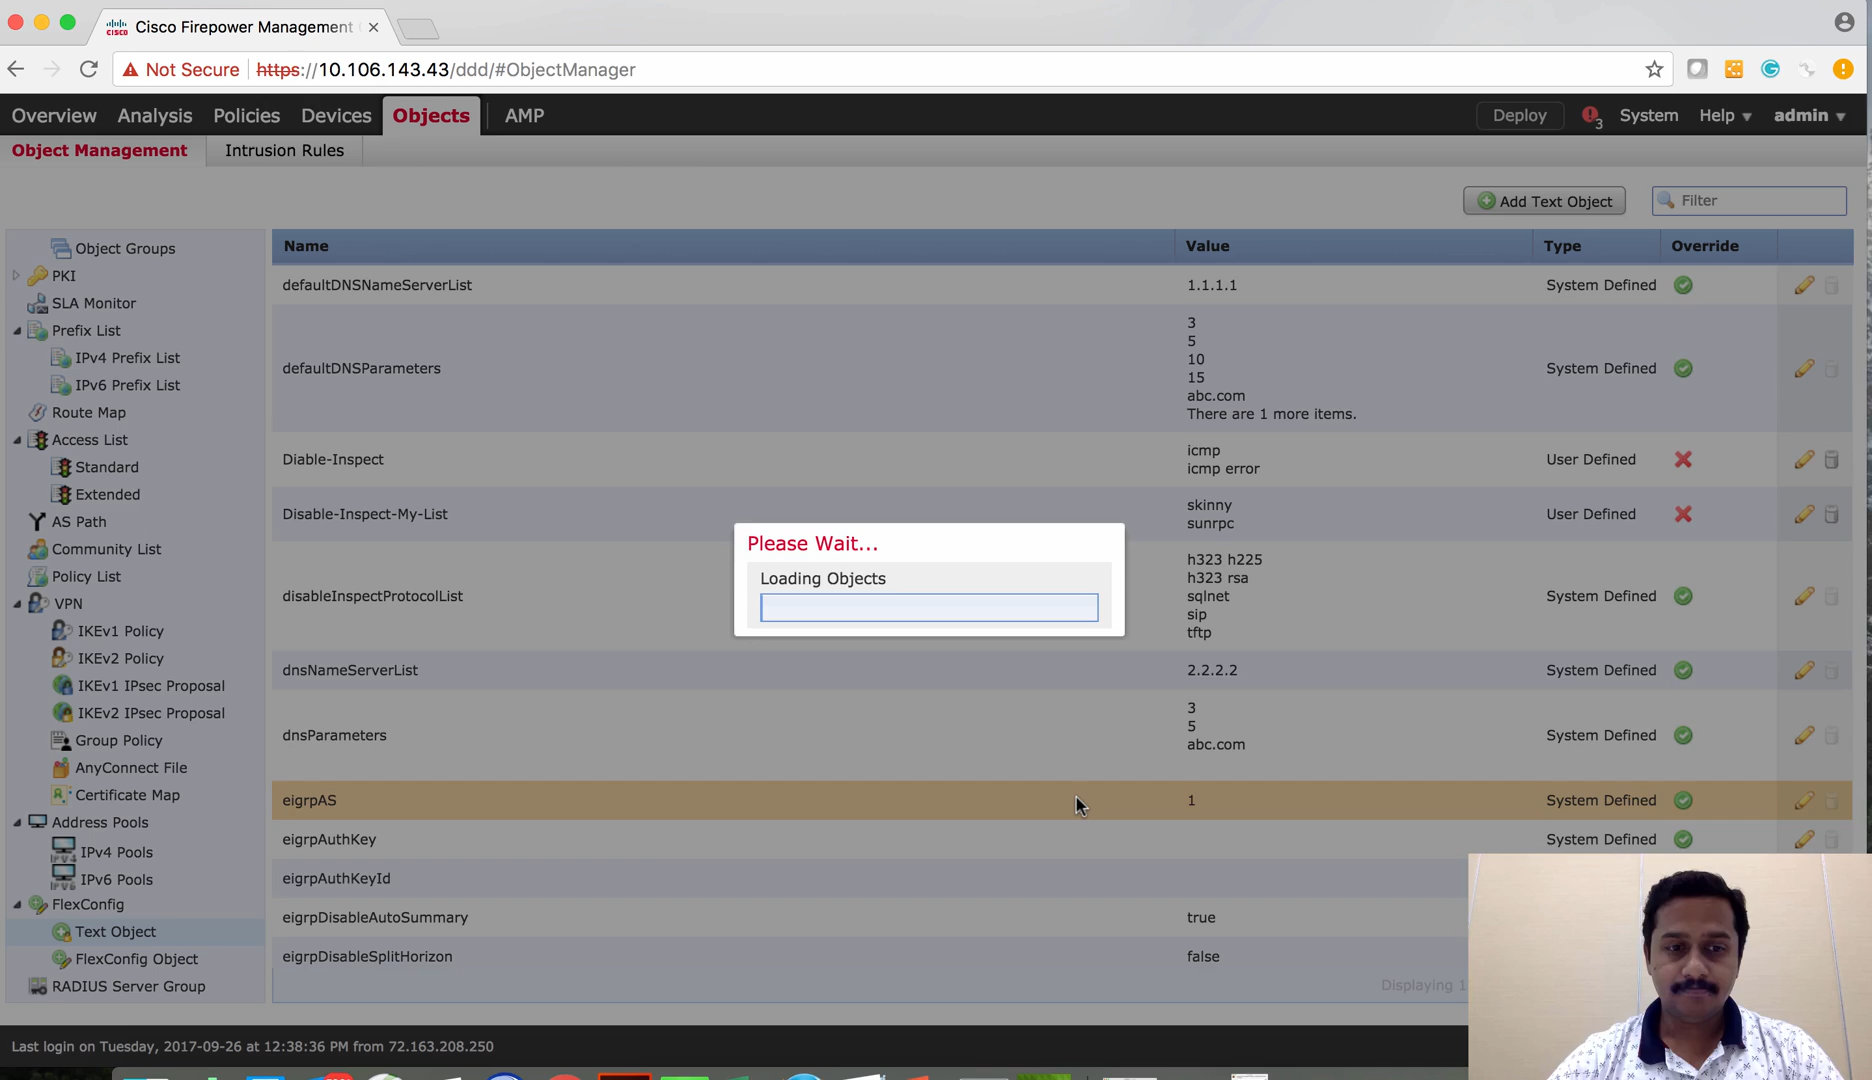 Cisco Firepower Management
Not Secure https://10.106.143.43/ddd/#ObjectManager
Overview Analysis Policies Devices Objects AMP Deploy 3 System Help admin
Object Management Intrusion Rules
Add Text Object Filter
Object Groups
PKI
SLA Monitor
Prefix List
IPv4 Prefix List
IPv6 Prefix List
Route Map
Access List
Standard
Extended
AS Path
Community List
Policy List
VPN
IKEv1 Policy
IKEv2 Policy
IKEv1 IPsec Proposal
IKEv2 IPsec Proposal
Group Policy
AnyConnect File
Certificate Map
Address Pools
IPv4 Pools
IPv6 Pools
FlexConfig
Text Object
FlexConfig Object
RADIUS Server Group
Name Value Type Override
defaultDNSNameServerList 1.1.1.1 System Defined
3
5
10
defaultDNSParameters System Defined
15
abc.com
There are 1 more items.
icmp
Diable-Inspect User Defined
icmp error
skinny
Disable-Inspect-My-List User Defined
sunrpc
h323 h225
h323 rsa
disableInspectProtocolList sqlnet System Defined
sip
tftp
dnsNameServerList 2.2.2.2 System Defined
3
5
dnsParameters System Defined
abc.com
eigrpAS 1 System Defined
eigrpAuthKey System Defined
eigrpAuthKeyId
eigrpDisableAutoSummary true
eigrpDisableSplitHorizon false
Displaying 1
Please Wait...
Loading Objects
Last login on Tuesday, 2017-09-26 at 12:38:36 PM from 72.163.208.250